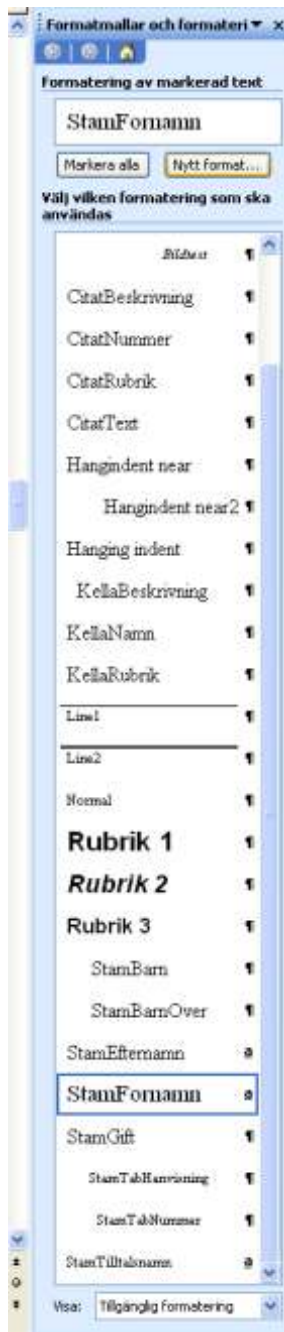 Formatmallar och formateri
Formatering av markerad text
StamFornamn
Markera alla
Nytt format...
Välj vilken formatering som ska
användas
Bildtext ¶
CitatBeskrivning ¶
CitatNummer ¶
CitatRubrik ¶
CitatText ¶
Hangindent near ¶
Hangindent near2 ¶
Hanging indent ¶
KellaBeskrivning ¶
KellaNamn ¶
KellaRubrik ¶
Line1 ¶
Line2 ¶
Normal ¶
Rubrik 1 ¶
Rubrik 2 ¶
Rubrik 3 ¶
StamBarn ¶
StamBarnOver ¶
StamEfternamn a
StamFornamn a
StamGift ¶
StamTabHanvisning ¶
StamTabNummer ¶
StamTilltalsnamn a
Visa: Tillgänglig formatering